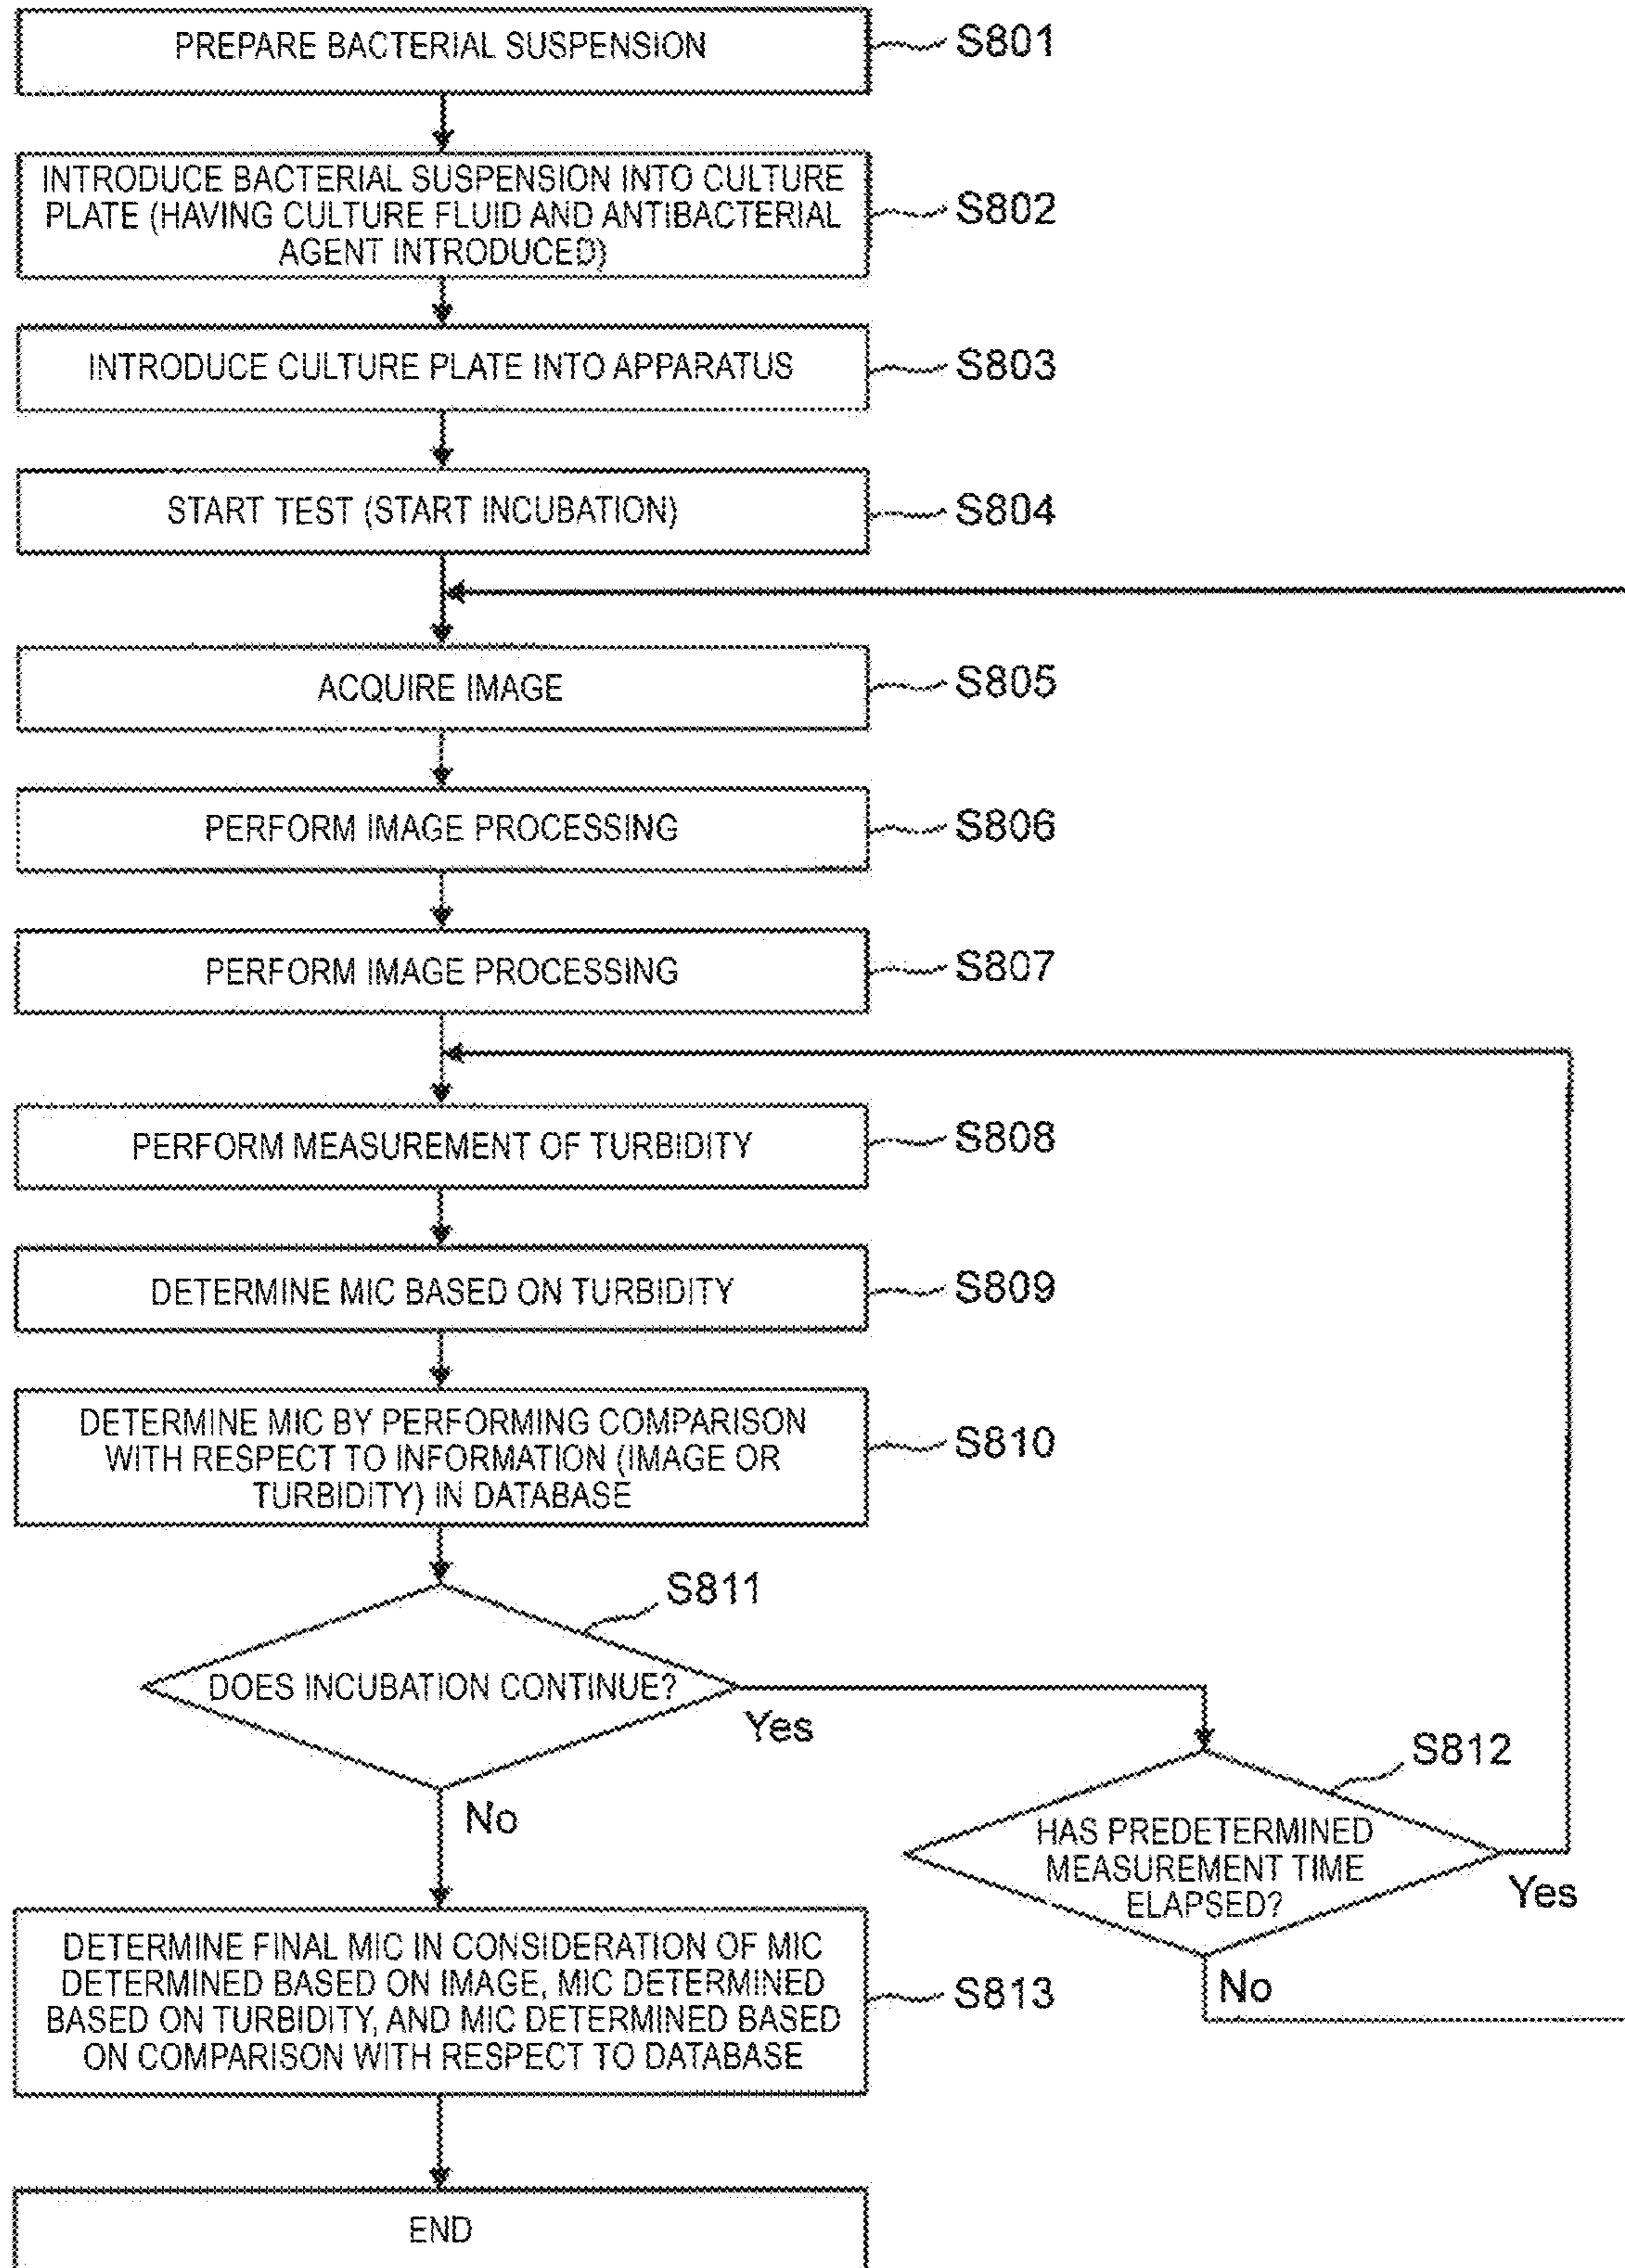 PREPARE BACTERIAL SUSPENSION
S801
INTRODUCE BACTERIAL SUSPENSION INTO CULTURE
PLATE (HAVING CULTURE FLUID AND ANTIBACTERIAL
AGENT INTRODUCED)
S802
INTRODUCE CULTURE PLATE INTO APPARATUS
S803
START TEST (START INCUBATION)
S804
ACQUIRE IMAGE
S805
PERFORM IMAGE PROCESSING
S806
PERFORM IMAGE PROCESSING
S807
PERFORM MEASUREMENT OF TURBIDITY
S808
DETERMINE MIC BASED ON TURBIDITY
S809
DETERMINE MIC BY PERFORMING COMPARISON
WITH RESPECT TO INFORMATION (IMAGE OR
TURBIDITY) IN DATABASE
S810
S811
DOES INCUBATION CONTINUE?
Yes
No
S812
HAS PREDETERMINED
MEASUREMENT TIME
ELAPSED?
Yes
No
DETERMINE FINAL MIC IN CONSIDERATION OF MIC
DETERMINED BASED ON IMAGE, MIC DETERMINED
BASED ON TURBIDITY, AND MIC DETERMINED BASED
ON COMPARISON WITH RESPECT TO DATABASE
S813
END